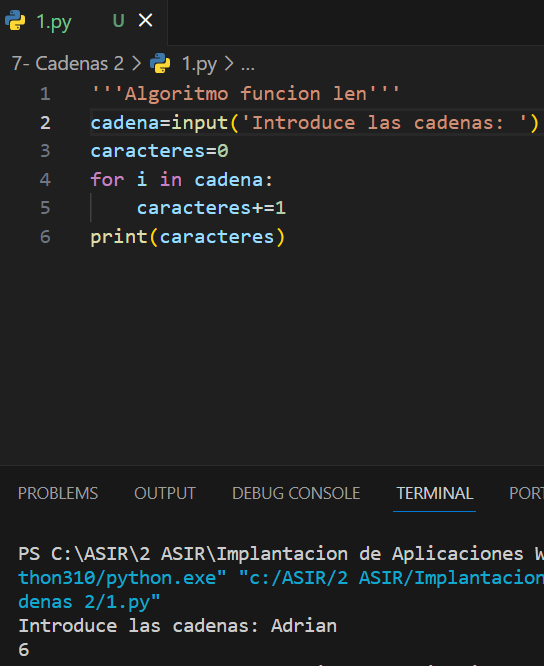 1.py U ×
7- Cadenas 2 > 1.py > ...
1 '''Algoritmo funcion len'''
2 cadena=input('Introduce las cadenas: ')
3 caracteres=0
4 for i in cadena:
5     caracteres+=1
6 print(caracteres)
PROBLEMS OUTPUT DEBUG CONSOLE TERMINAL PORT
PS C:\ASIR\2 ASIR\Implantacion de Aplicaciones W
thon310/python.exe" "c:/ASIR/2 ASIR/Implantacion
denas 2/1.py"
Introduce las cadenas: Adrian
6